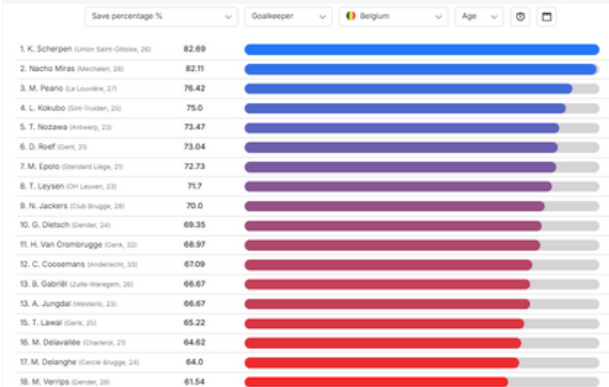 Save percentage % Goalkeeper Belgium Age
1. K. Scherpen (Union Saint-Gilloise, 26) 82.69
2. Nacho Miras (Mechelen, 28) 82.11
3. M. Peano (La Louvière, 27) 76.42
4. L. Kokubo (Sint-Truiden, 25) 75.0
5. T. Nozawa (Antwerp, 23) 73.47
6. D. Roef (Gent, 31) 73.04
7. M. Epolo (Standard Liège, 21) 72.73
8. T. Leysen (OH Leuven, 23) 71.7
9. N. Jackers (Club Brugge, 28) 70.0
10. G. Dietsch (Dender, 24) 69.35
11. H. Van Crombrugge (Genk, 32) 68.97
12. C. Coosemans (Anderlecht, 33) 67.09
13. B. Gabriël (Zulte-Waregem, 26) 66.67
13. A. Jungdal (Westerlo, 23) 66.67
15. T. Lawal (Genk, 25) 65.22
16. M. Delavallée (Charleroi, 21) 64.62
17. M. Delanghe (Cercle Brugge, 24) 64.0
18. M. Verrips (Dender, 29) 61.54